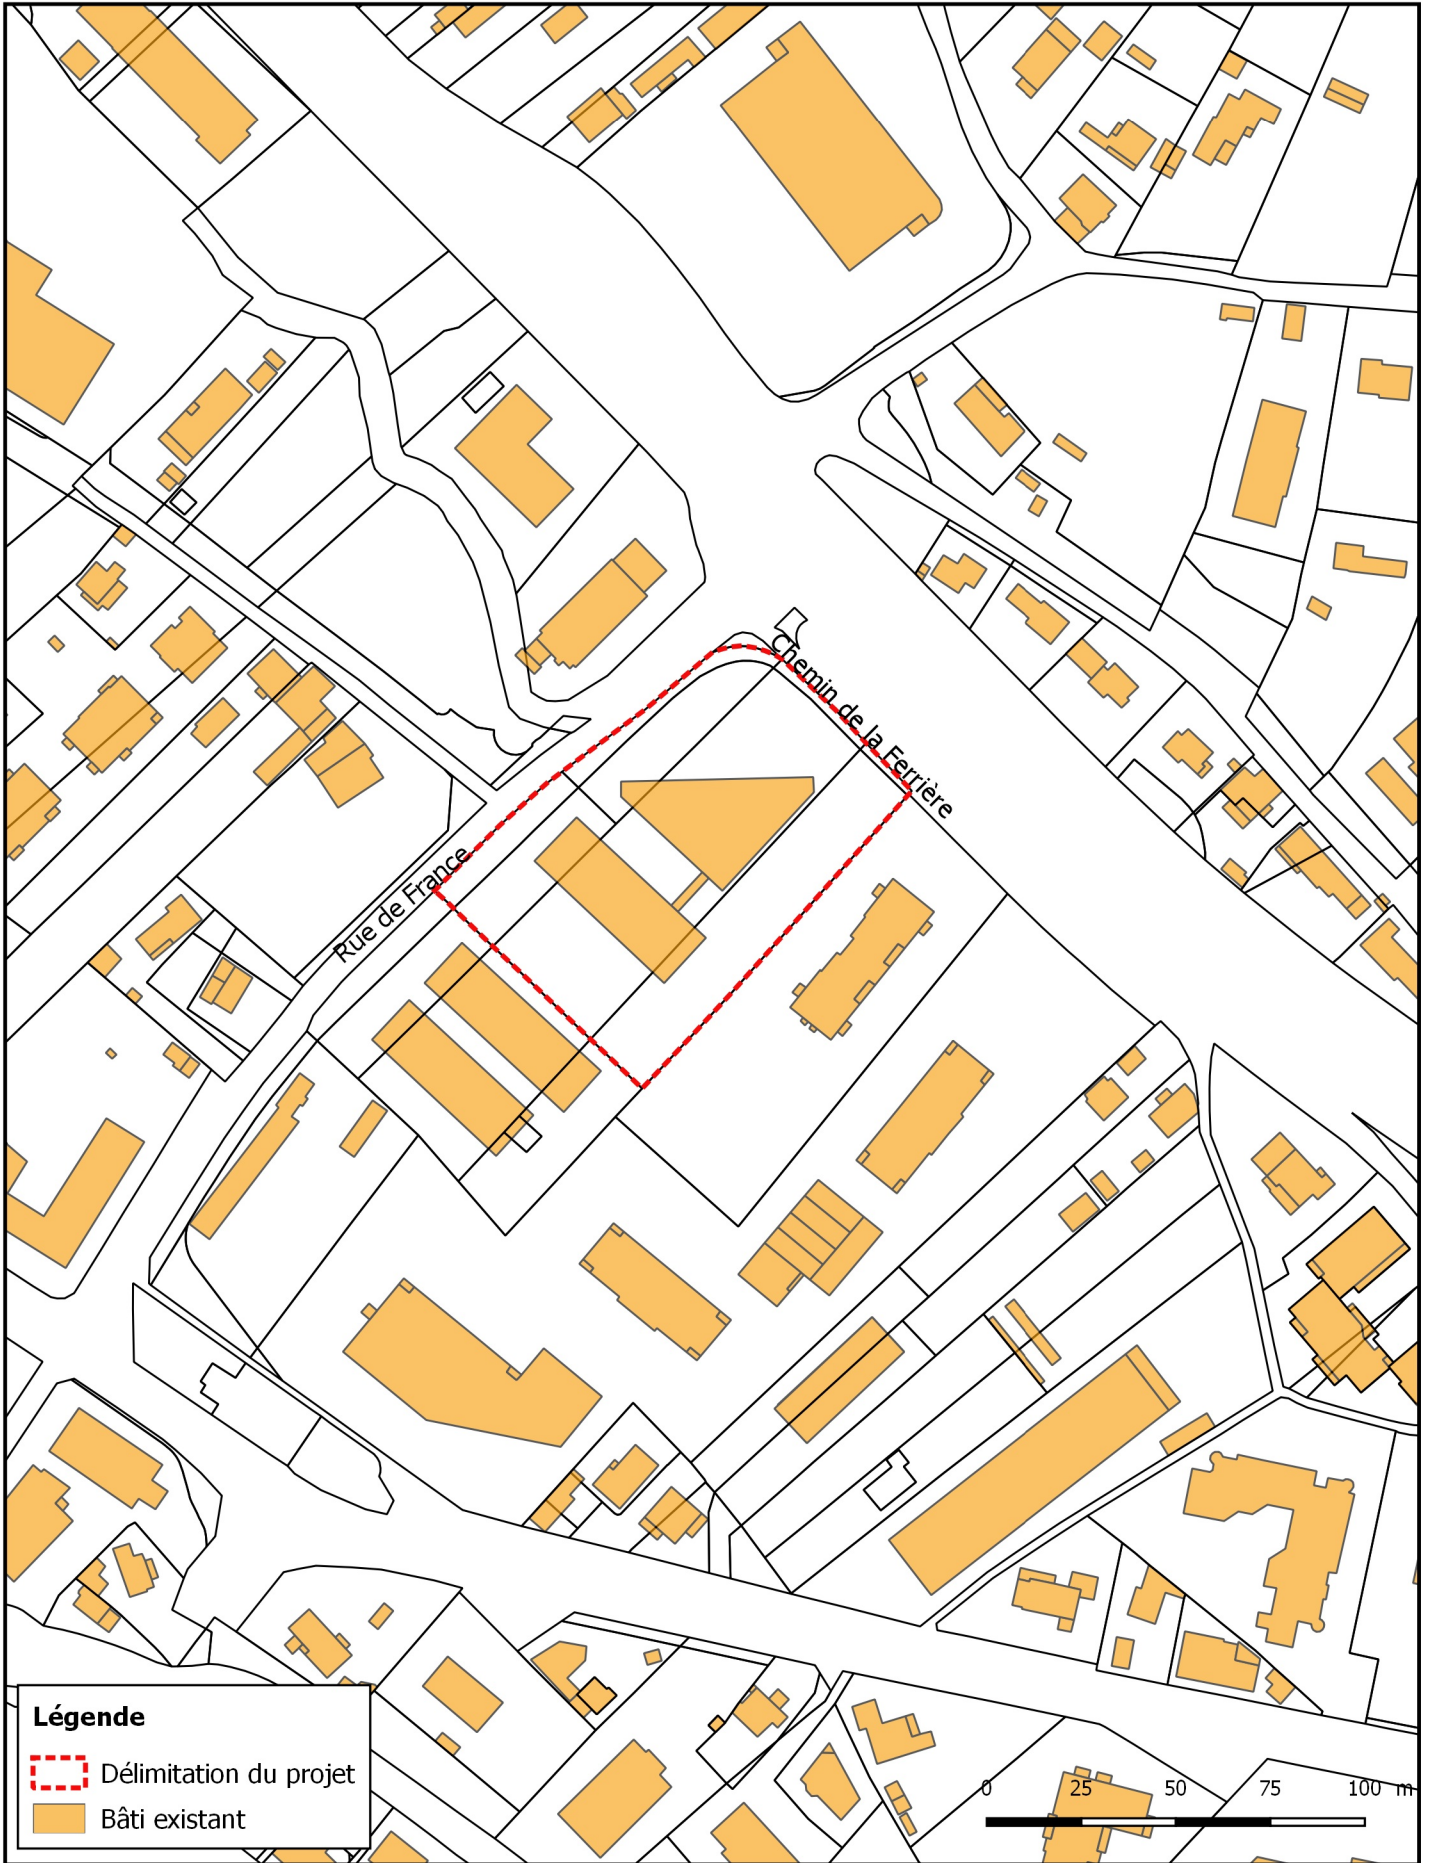 Chemin de la Ferrière
Rue de France
Légende
Délimitation du projet
Bâti existant
0 25 50 75 100 m